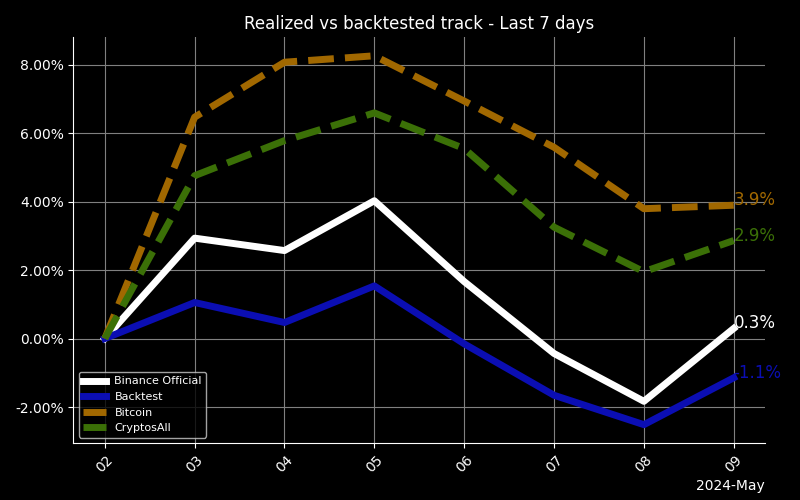 Realized vs backtested track - Last 7 days
8.00%
6.00%
4.00%
2.00%
0.00%
-2.00%
3.9%
2.9%
0.3%
-1.1%
Binance Official
Backtest
Bitcoin
CryptosAll
02 03 04 05 06 07 08 09
2024-May